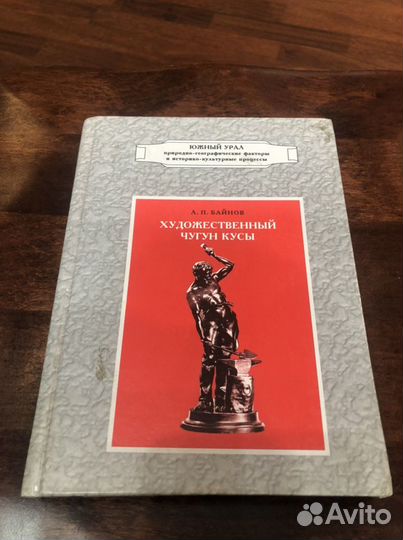 ЮЖНЫЙ УРАЛ
природно-географические факторы
и историко-культурные процессы
Л. П. БАЙНОВ
ХУДОЖЕСТВЕННЫЙ
ЧУГУН КУСЫ
Avito